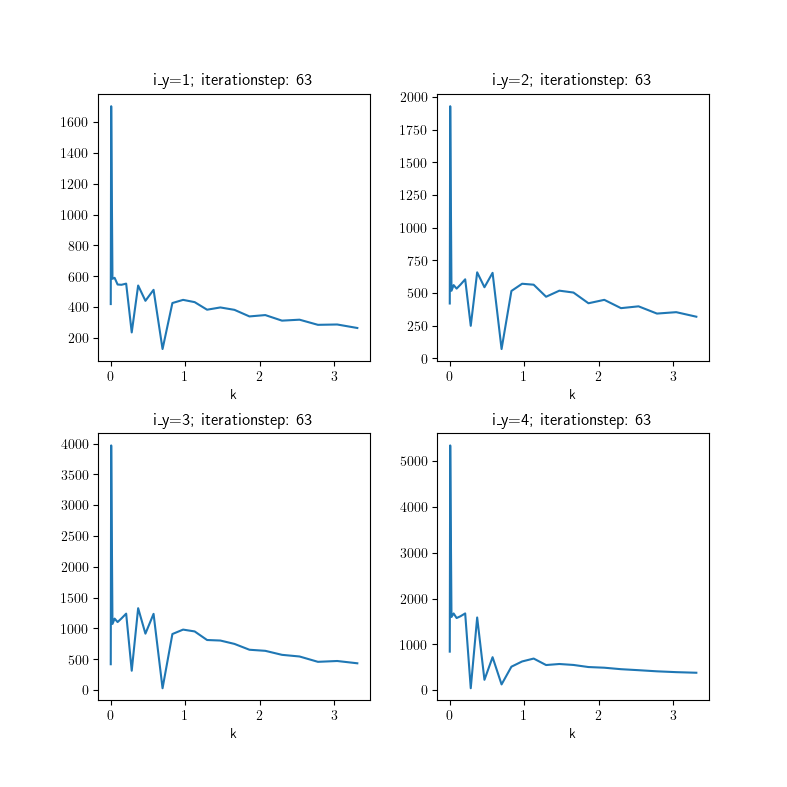 i_y=1; iterationstep: 63
1600
1400
1200
1000
800
600
400
200
0 1 2 3
k
i_y=2; iterationstep: 63
2000
1750
1500
1250
1000
750
500
250
0
0 1 2 3
k
i_y=3; iterationstep: 63
4000
3500
3000
2500
2000
1500
1000
500
0
0 1 2 3
k
i_y=4; iterationstep: 63
5000
4000
3000
2000
1000
0
0 1 2 3
k